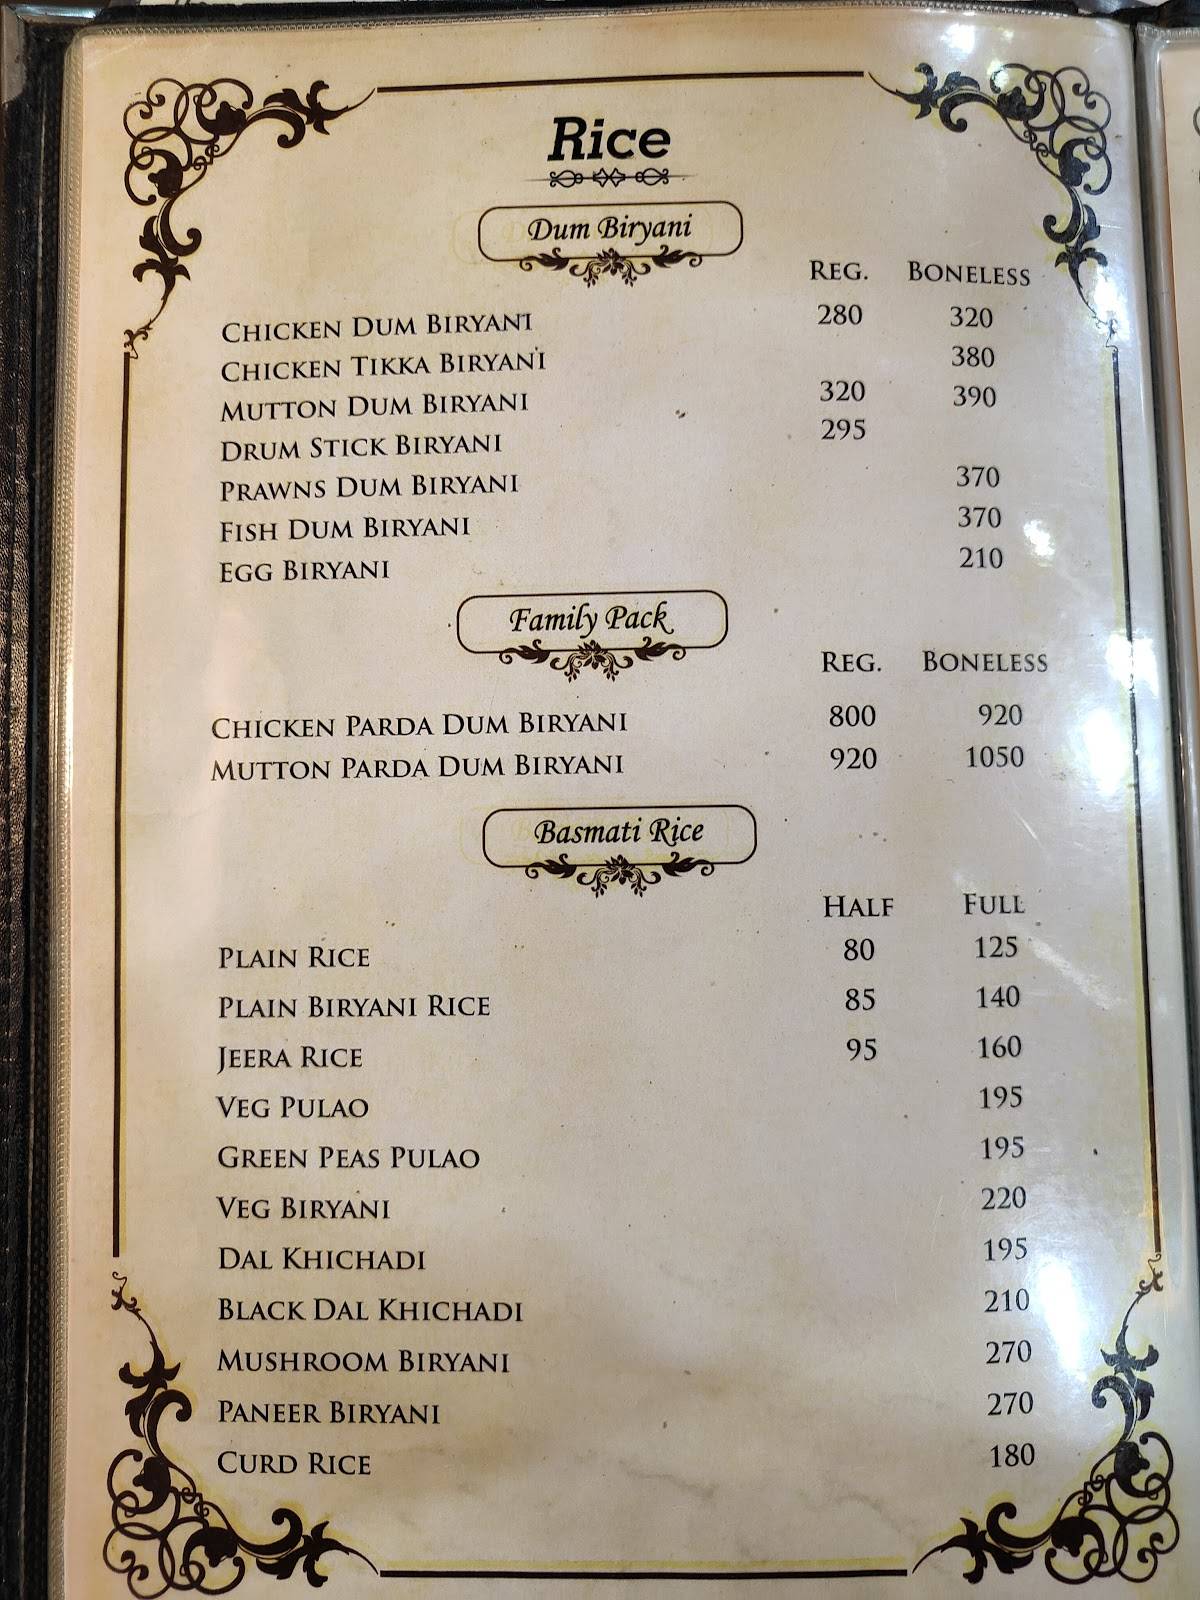 Rice
Dum Biryani
REG. BONELESS
CHICKEN DUM BIRYANI 280 320
CHICKEN TIKKA BIRYANI 380
MUTTON DUM BIRYANI 320 390
DRUM STICK BIRYANI 295
PRAWNS DUM BIRYANI 370
FISH DUM BIRYANI 370
EGG BIRYANI 210
Family Pack
REG. BONELESS
CHICKEN PARDA DUM BIRYANI 800 920
MUTTON PARDA DUM BIRYANI 920 1050
Basmati Rice
HALF FULL
PLAIN RICE 80 125
PLAIN BIRYANI RICE 85 140
JEERA RICE 95 160
VEG PULAO 195
GREEN PEAS PULAO 195
VEG BIRYANI 220
DAL KHICHADI 195
BLACK DAL KHICHADI 210
MUSHROOM BIRYANI 270
PANEER BIRYANI 270
CURD RICE 180